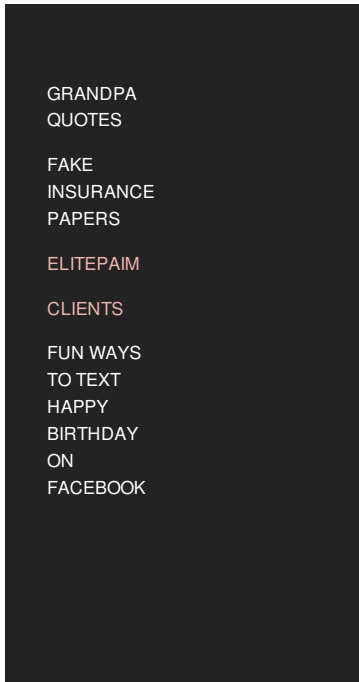 GRANDPA
QUOTES
FAKE
INSURANCE
PAPERS
ELITEPAIM
CLIENTS
FUN WAYS
TO TEXT
HAPPY
BIRTHDAY
ON
FACEBOOK